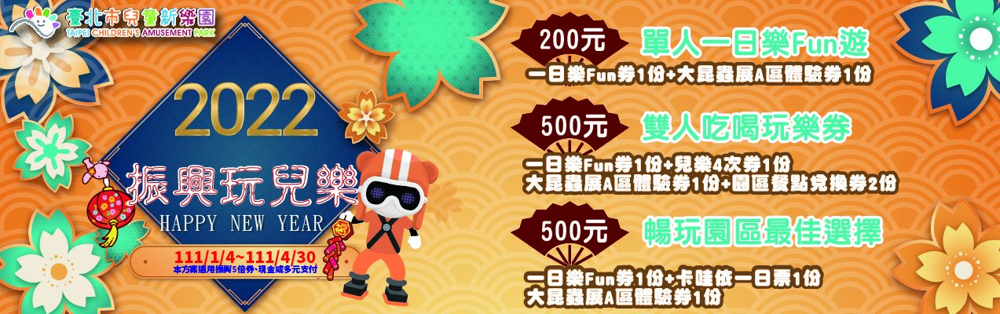 臺北市兒童新樂園
TAIPEI CHILDREN'S AMUSEMENT PARK
2022
振興玩兒樂
HAPPY NEW YEAR
111/1/4~111/4/30
本方案適用振興5倍券、現金或多元支付
200元 單人一日樂Fun遊
一日樂Fun券1份+大昆蟲展A區體驗券1份
500元 雙人吃喝玩樂券
一日樂Fun券1份+兒樂4次券1份
大昆蟲展A區體驗券1份+園區餐點兌換券2份
500元 暢玩園區最佳選擇
一日樂Fun券1份+卡哇依一日票1份
大昆蟲展A區體驗券1份